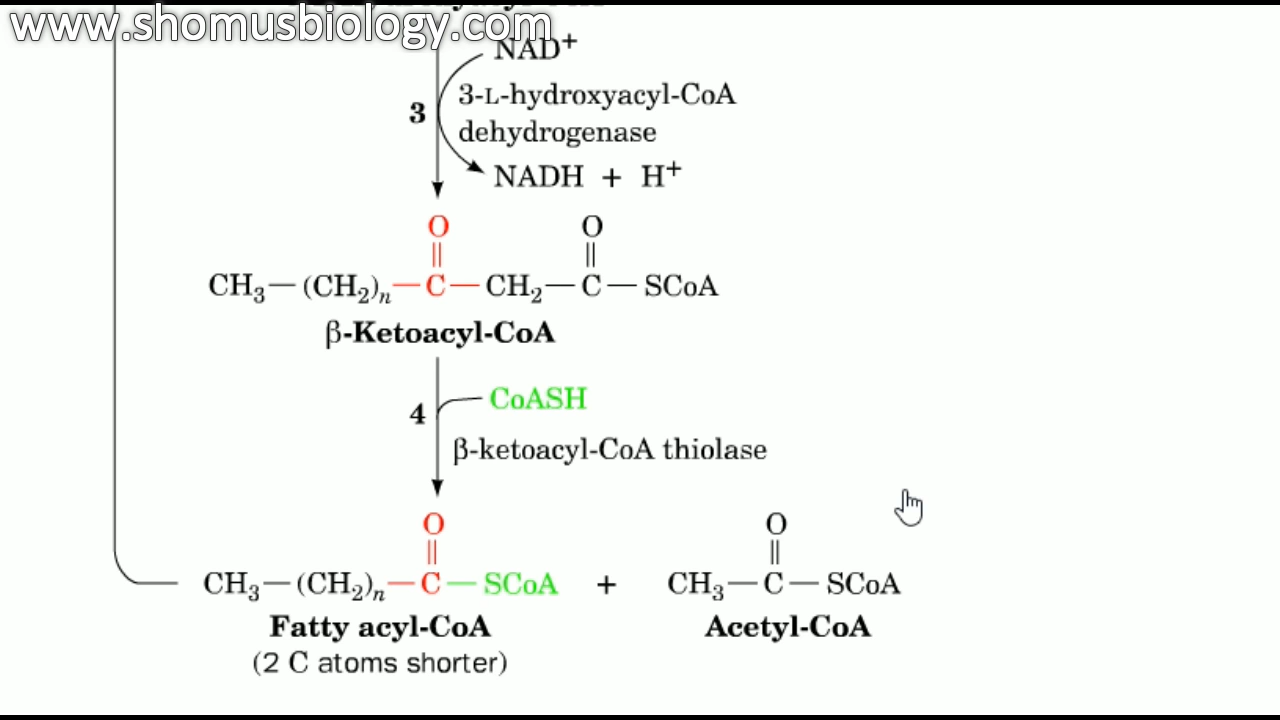 www.shomusbiology.com
NAD⁺
3-L-hydroxyacyl-CoA
3
dehydrogenase
NADH + H⁺
O O
|| ||
CH₃—(CH₂)ₙ—C—CH₂—C—SCoA
β-Ketoacyl-CoA
CoASH
4
β-ketoacyl-CoA thiolase
O O
|| ||
CH₃—(CH₂)ₙ—C—SCoA + CH₃—C—SCoA
Fatty acyl-CoA Acetyl-CoA
(2 C atoms shorter)